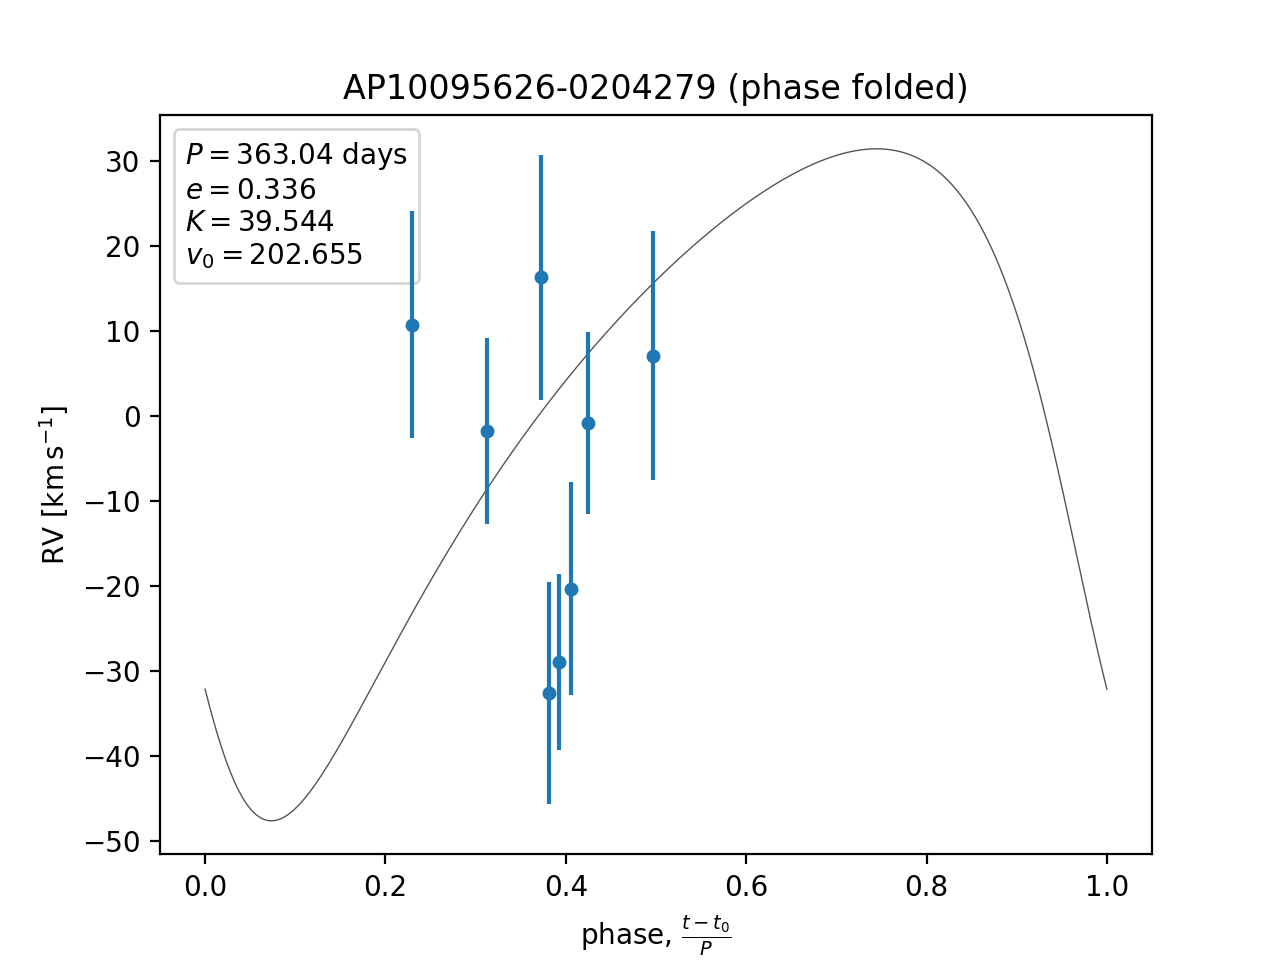 AP10095626-0204279 (phase folded)
P = 363.04 days
e = 0.336
K = 39.544
v₀ = 202.655
RV [km s⁻¹]
30
20
10
0
−10
−20
−30
−40
−50
0.0 0.2 0.4 0.6 0.8 1.0
phase, (t − t₀)/P